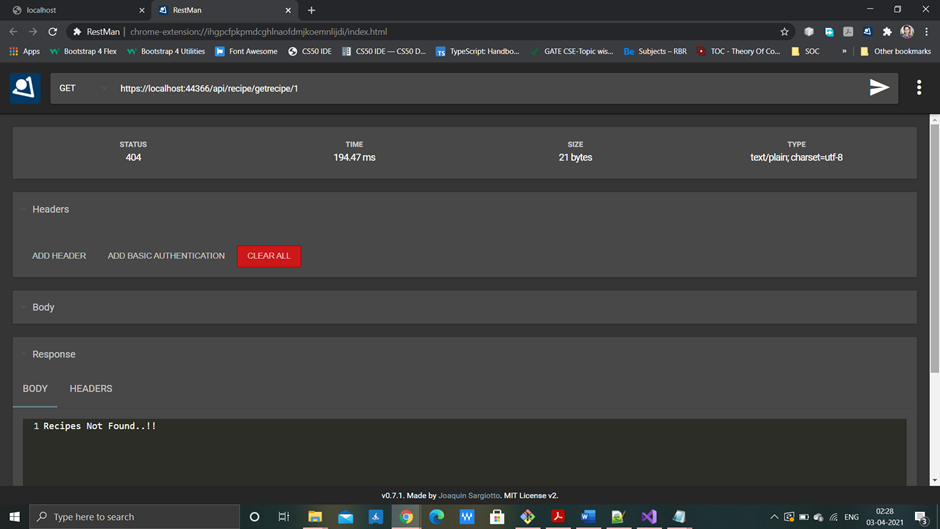 localhost
RestMan
RestMan chrome-extension://ihgpcfpkpmdcghlnaofdmjkoemnlijdi/index.html
Apps Bootstrap 4 Flex Bootstrap 4 Utilities Font Awesome CS50 IDE CS50 IDE — CS50 D... TypeScript: Handbo... GATE CSE-Topic wis... Subjects – RBR TOC - Theory Of Co... SOC » Other bookmarks
GET https://localhost:44366/api/recipe/getrecipe/1
STATUS TIME SIZE TYPE
404 194.47 ms 21 bytes text/plain; charset=utf-8
Headers
ADD HEADER ADD BASIC AUTHENTICATION CLEAR ALL
Body
Response
BODY HEADERS
1 Recipes Not Found..!!
v0.7.1. Made by Joaquin Sargiotto. MIT License v2.
Type here to search
ENG
02:28
03-04-2021
3